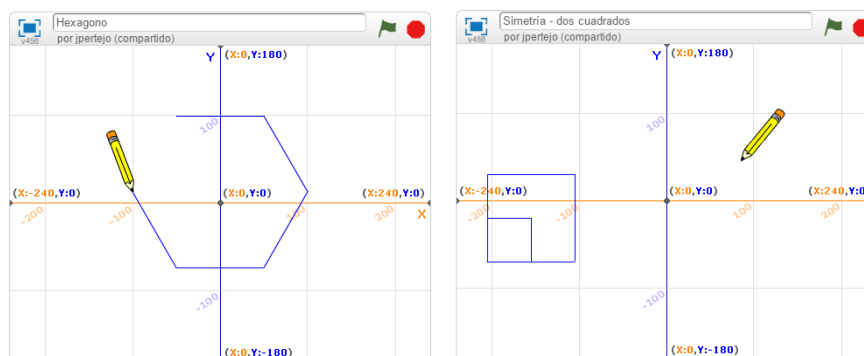 Hexagono
v458
por jpertejo (compartido)
Y
(X:0,Y:180)
100
(X:-240,Y:0)
(X:0,Y:0)
(X:240,Y:0)
-200
-100
100
200
X
-100
(X:0,Y:-180)
Simetría - dos cuadrados
v458
por jpertejo (compartido)
Y
(X:0,Y:180)
100
(X:-240,Y:0)
(X:0,Y:0)
(X:240,Y:0
-200
-100
100
200
-100
(X:0,Y:-180)